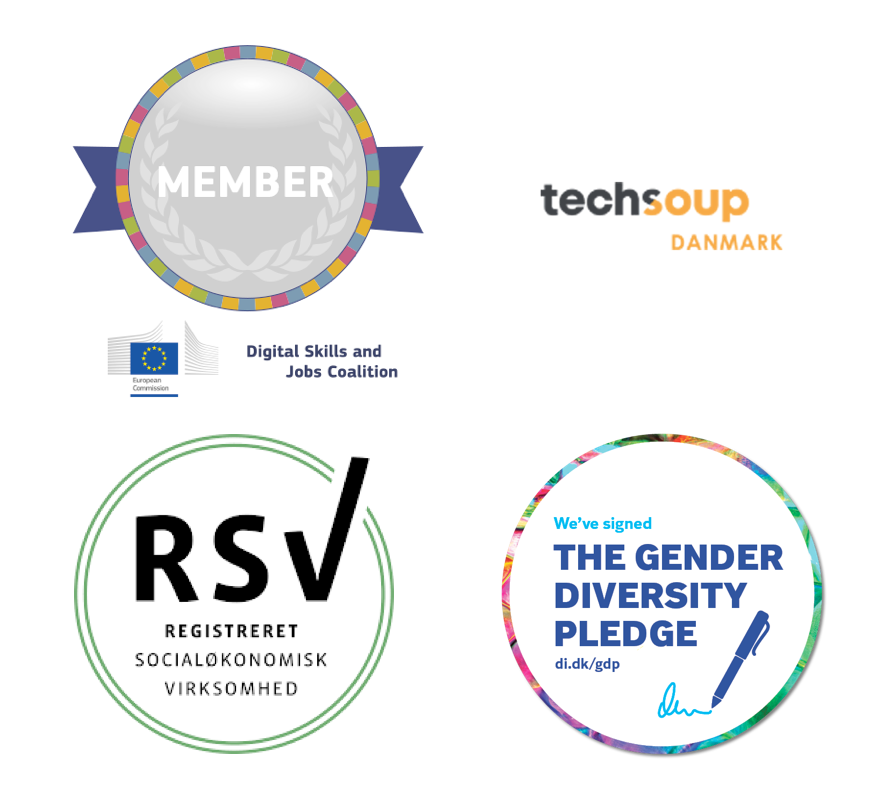 MEMBER
European
Commission
Digital Skills and
Jobs Coalition
techsoup
DANMARK
RSV
REGISTRERET
SOCIALØKONOMISK
VIRKSOMHED
We've signed
THE GENDER
DIVERSITY
PLEDGE
di.dk/gdp